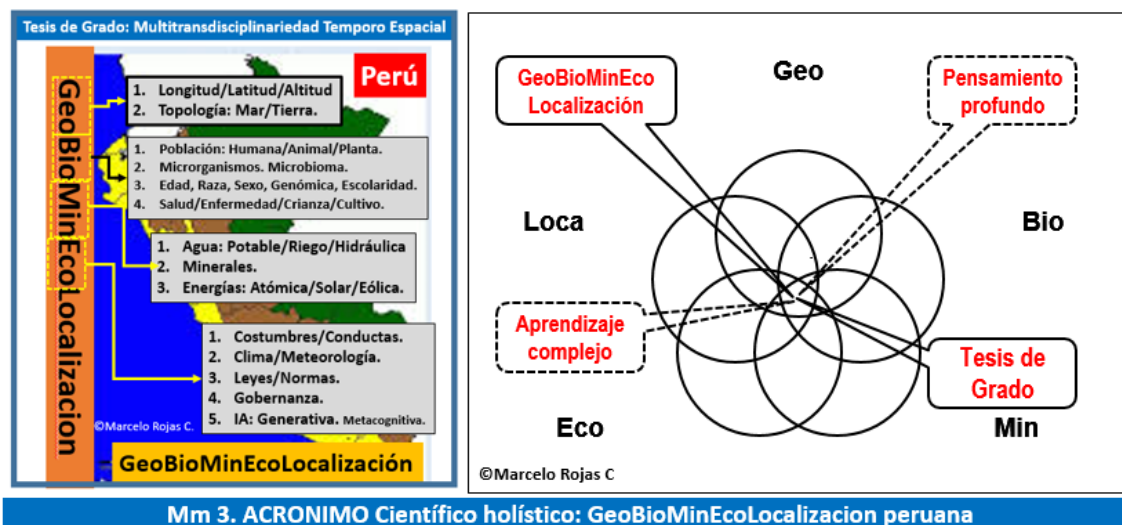 Tesis de Grado: Multitransdisciplinariedad Temporo Espacial
GeoBioMinEcoLocalizacion
Perú
1. Longitud/Latitud/Altitud
2. Topología: Mar/Tierra.
1. Población: Humana/Animal/Planta.
2. Microrganismos. Microbioma.
3. Edad, Raza, Sexo, Genómica, Escolaridad.
4. Salud/Enfermedad/Crianza/Cultivo.
1. Agua: Potable/Riego/Hidráulica
2. Minerales.
3. Energías: Atómica/Solar/Eólica.
1. Costumbres/Conductas.
2. Clima/Meteorología.
3. Leyes/Normas.
4. Gobernanza.
5. IA: Generativa. Metacognitiva.
©Marcelo Rojas C.
GeoBioMinEcoLocalización
GeoBioMinEco
Localización
Geo
Pensamiento
profundo
Loca
Bio
Aprendizaje
complejo
Tesis de
Grado
Eco
Min
©Marcelo Rojas C
Mm 3. ACRONIMO Científico holístico: GeoBioMinEcoLocalizacion peruana